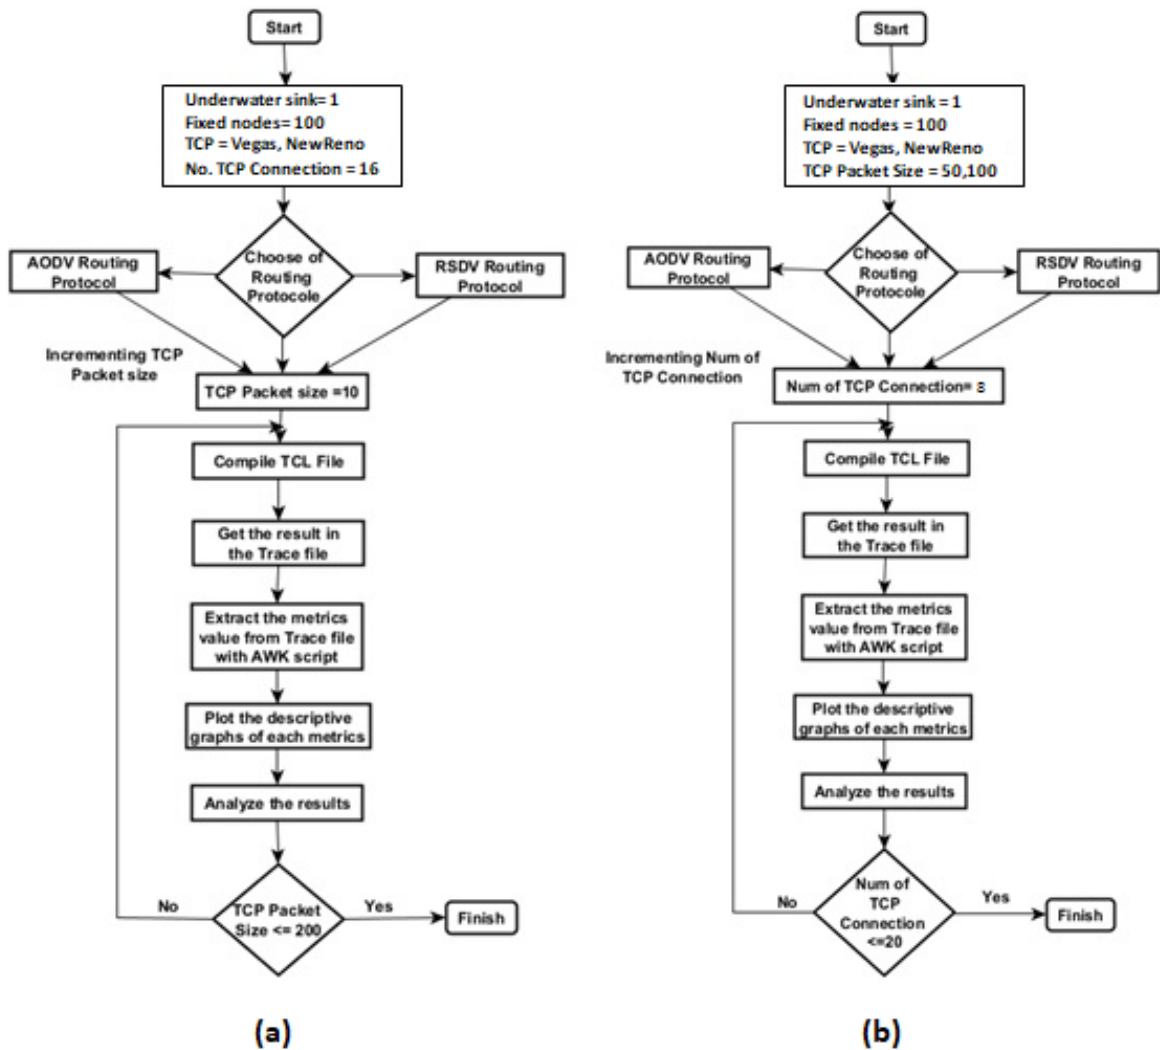 Start
Underwater sink= 1
Fixed nodes= 100
TCP = Vegas, NewReno
No. TCP Connection = 16
AODV Routing
Protocol
Choose of
Routing
Protocole
RSDV Routing
Protocol
Incrementing TCP
Packet size
TCP Packet size =10
Compile TCL File
Get the result in
the Trace file
Extract the metrics
value from Trace file
with AWK script
Plot the descriptive
graphs of each metrics
Analyze the results
No
TCP Packet
Size <= 200
Yes
Finish
(a)
Start
Underwater sink = 1
Fixed nodes = 100
TCP = Vegas, NewReno
TCP Packet Size = 50,100
AODV Routing
Protocol
Choose of
Routing
Protocole
RSDV Routing
Protocol
Incrementing Num of
TCP Connection
Num of TCP Connection= 8
Compile TCL File
Get the result in
the Trace file
Extract the metrics
value from Trace file
with AWK script
Plot the descriptive
graphs of each metrics
Analyze the results
No
Num of
TCP
Connection
<=20
Yes
Finish
(b)